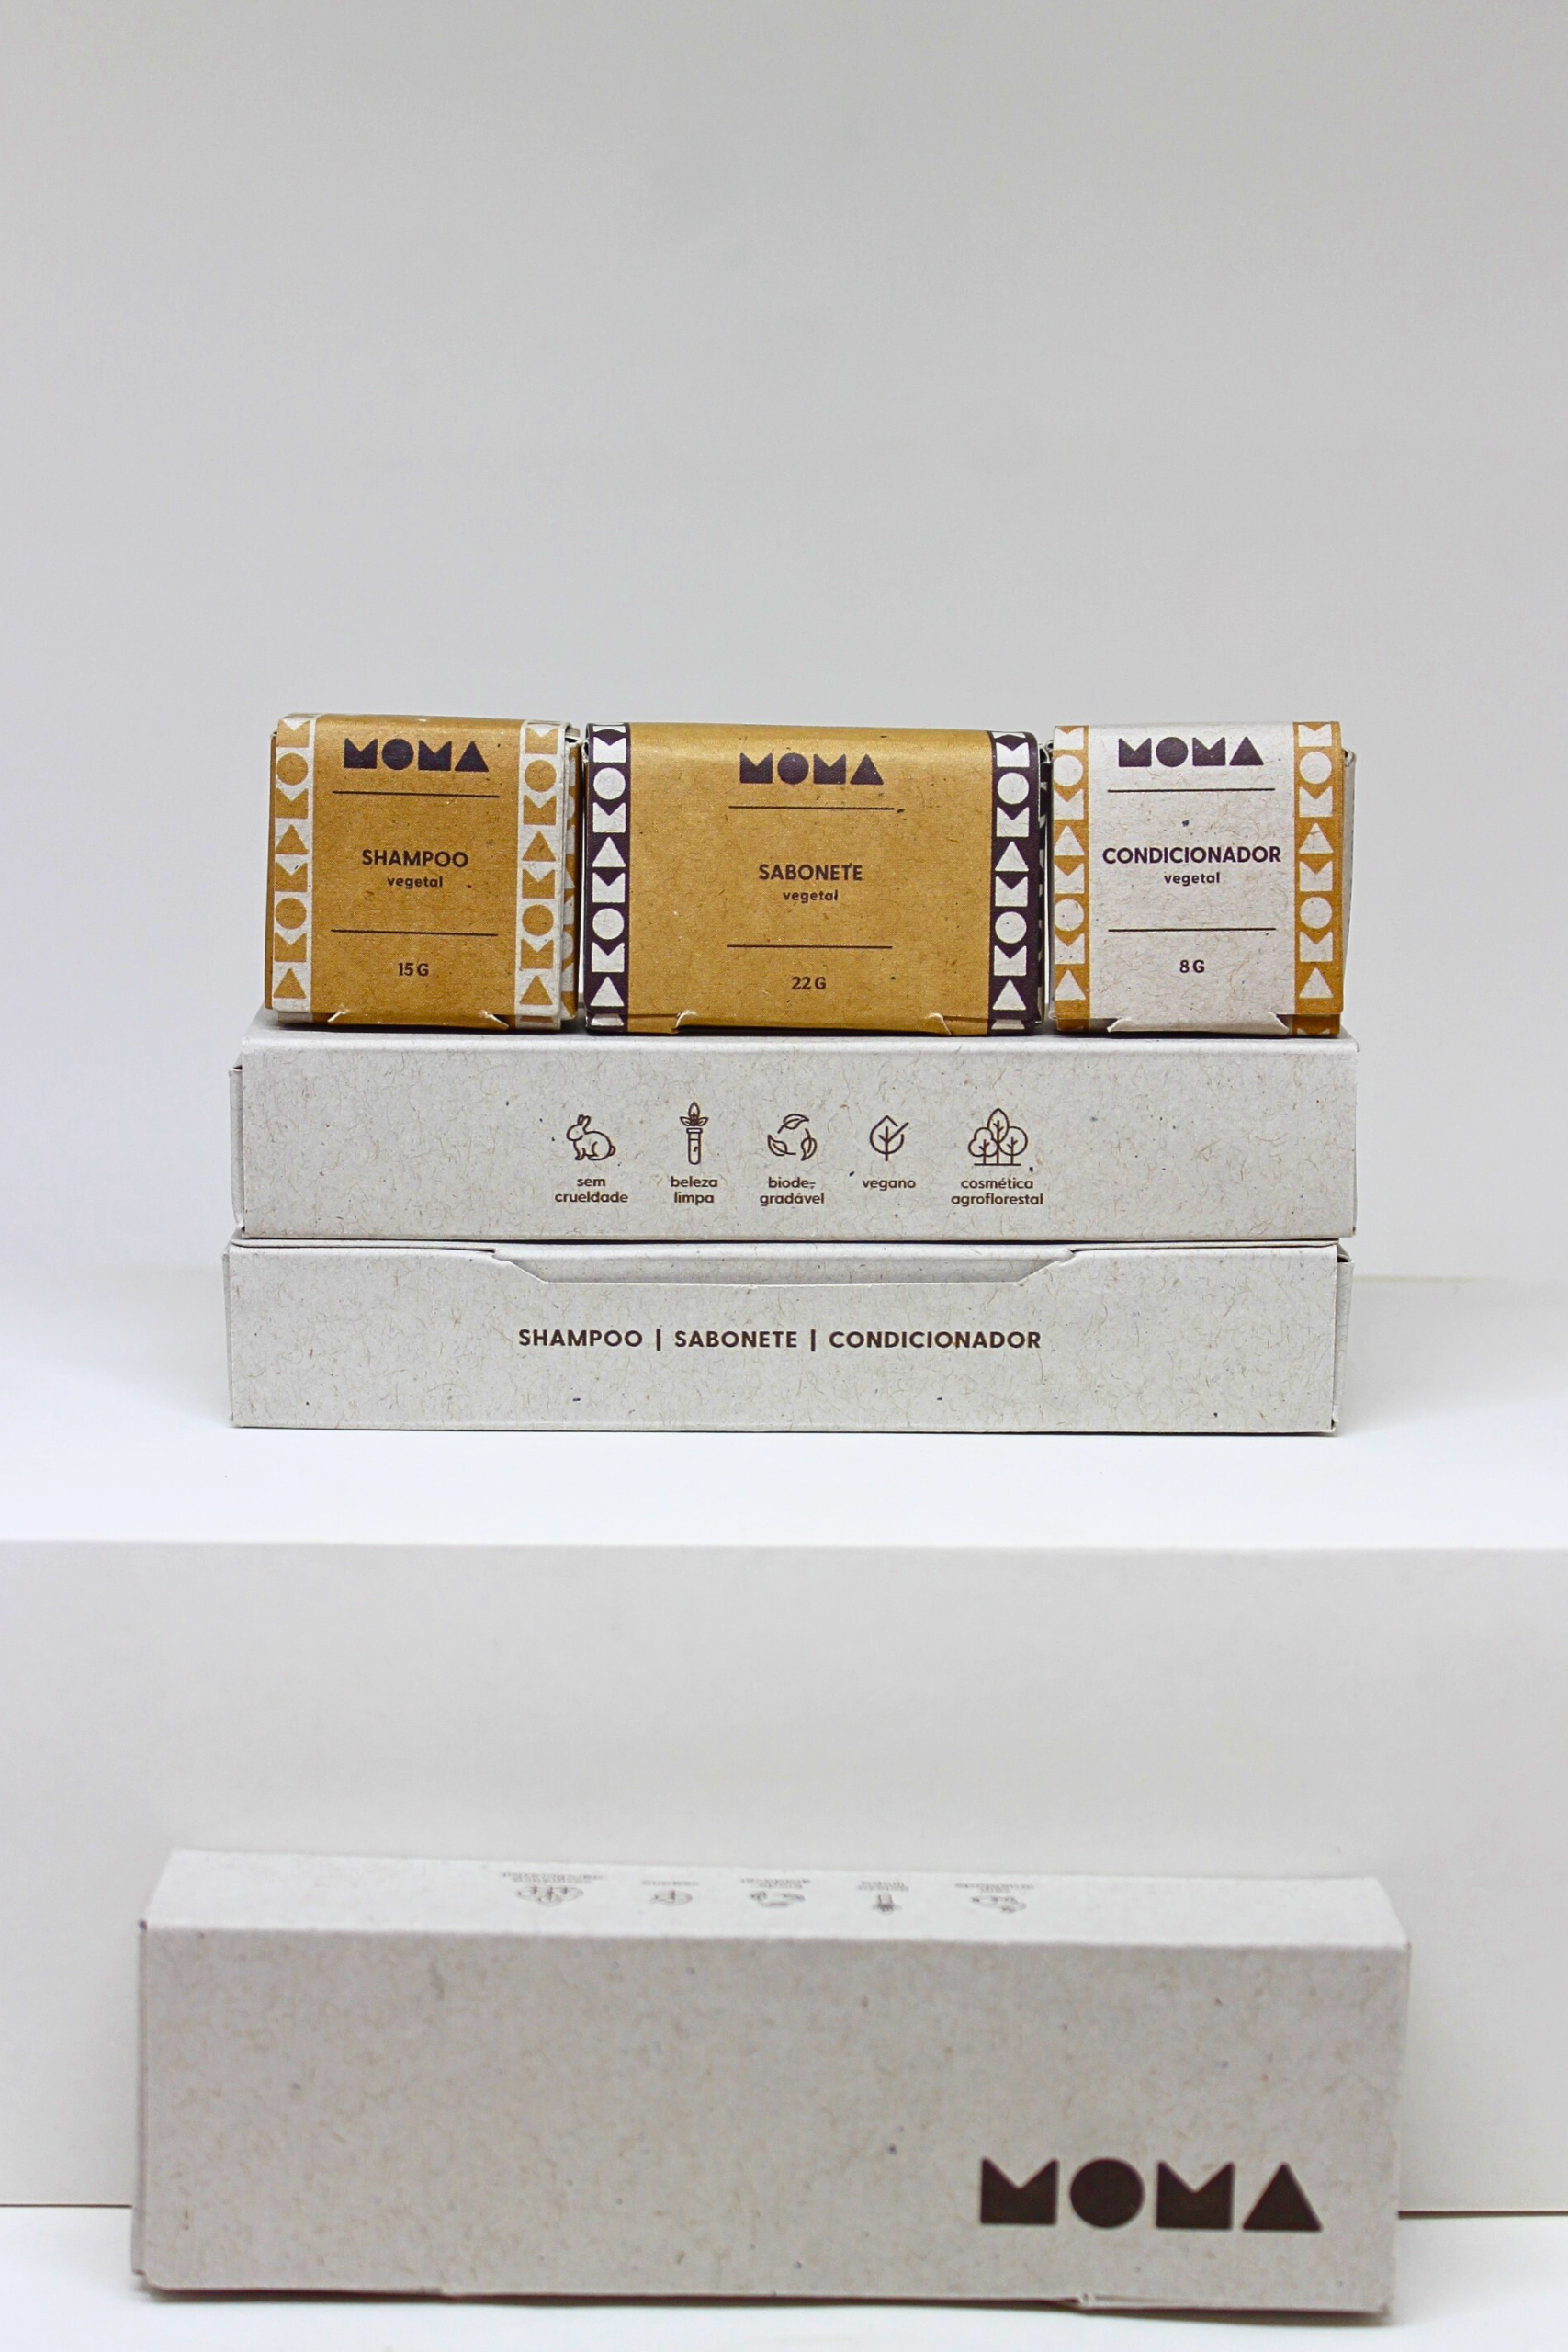 MOMA
SHAMPOO
vegetal
15 G
MOMA
SABONETE
vegetal
22 G
MOMA
CONDICIONADOR
vegetal
8 G
sem
crueldade
beleza
limpa
biode-
gradável
vegano
cosmética
agroflorestal
SHAMPOO | SABONETE | CONDICIONADOR
MOMA